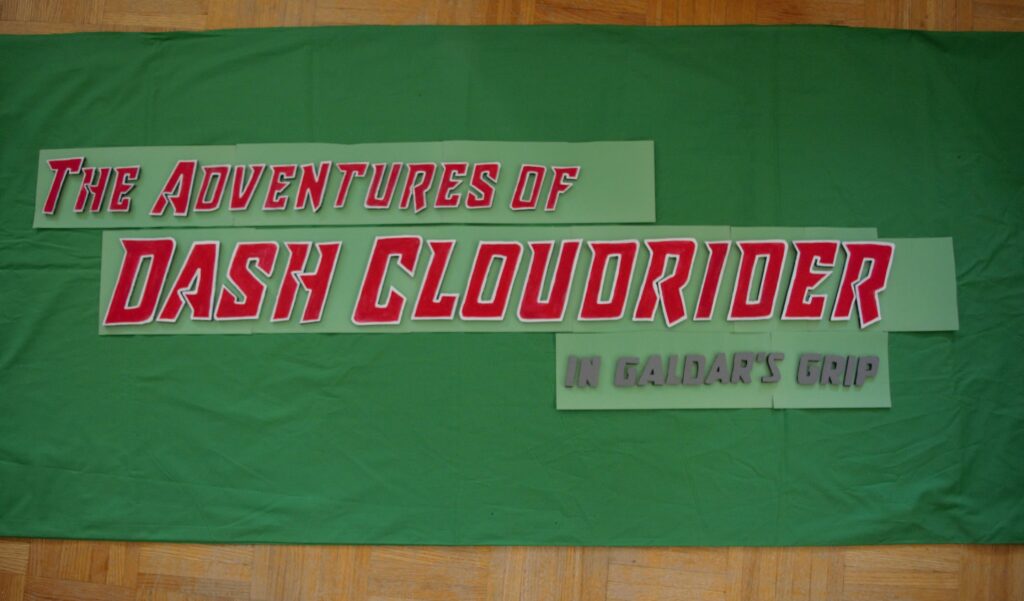 The Adventures of
Dash Cloudrider
in Galdar's Grip